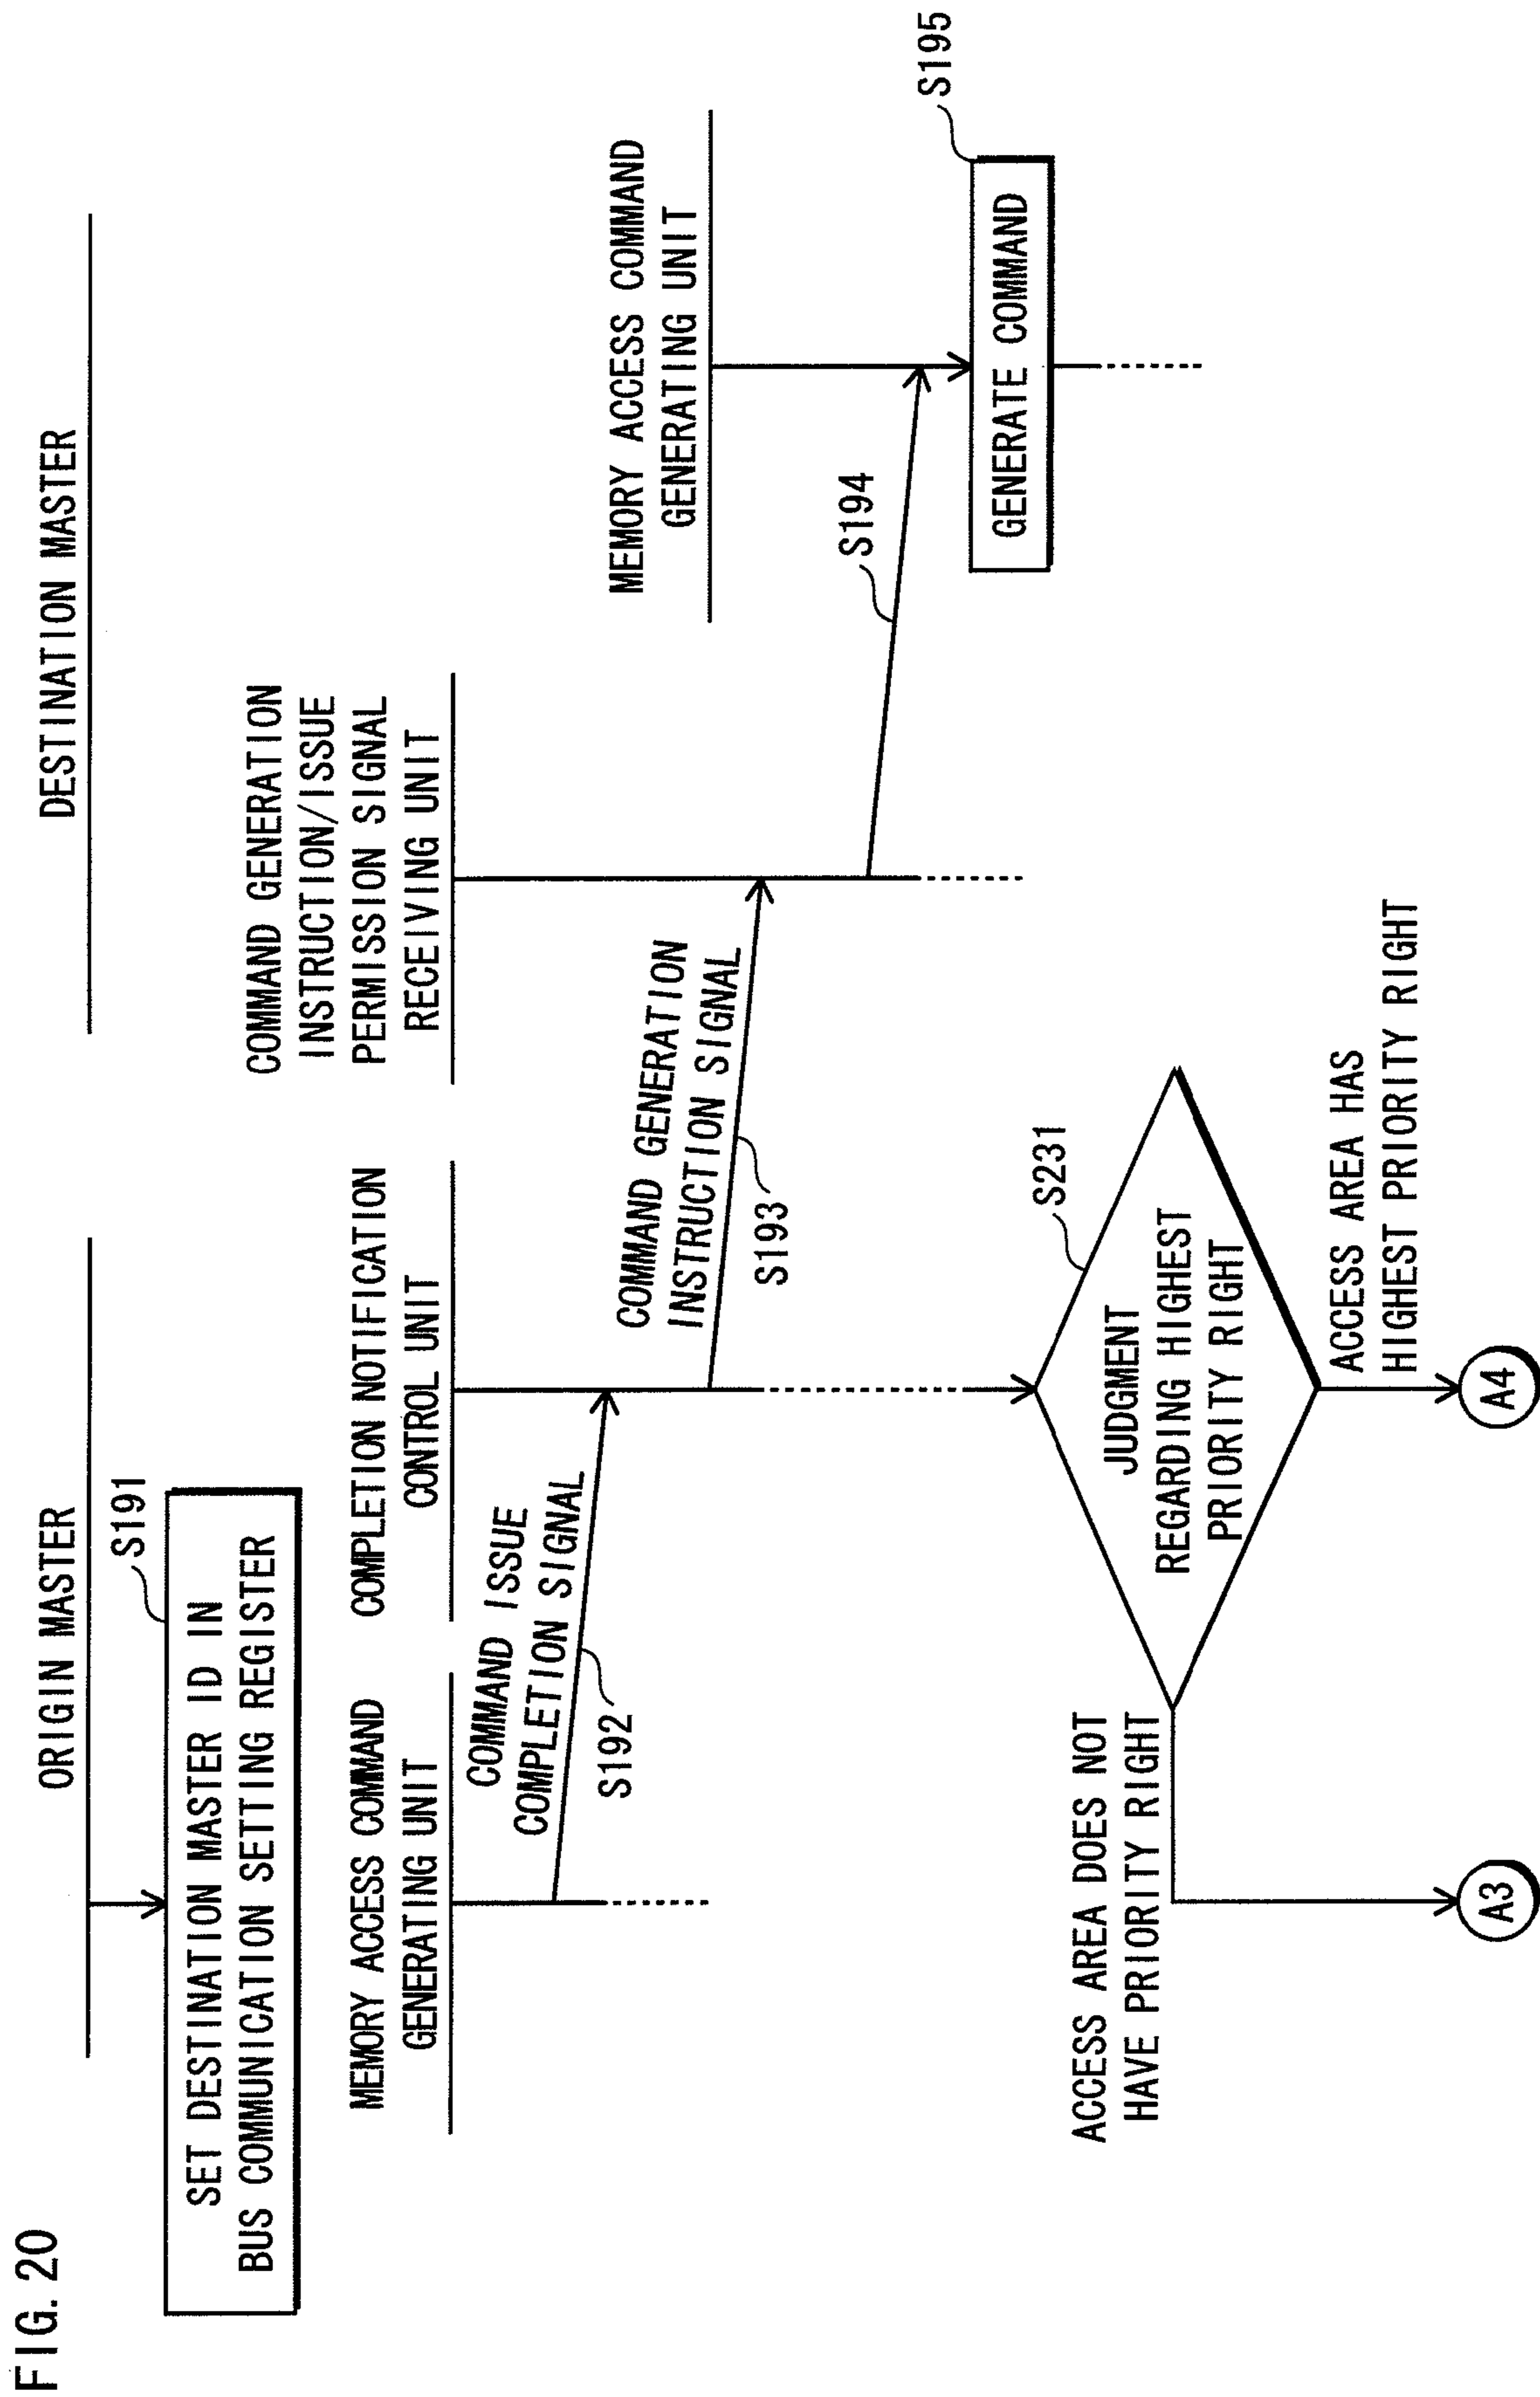 FIG. 20
ORIGIN MASTER
DESTINATION MASTER
S191
SET DESTINATION MASTER ID IN
BUS COMMUNICATION SETTING REGISTER
MEMORY ACCESS COMMAND
GENERATING UNIT
COMPLETION NOTIFICATION
CONTROL UNIT
COMMAND GENERATION
INSTRUCTION/ISSUE
PERMISSION SIGNAL
RECEIVING UNIT
COMMAND ISSUE
COMPLETION SIGNAL
S192
COMMAND GENERATION
INSTRUCTION SIGNAL
S193
MEMORY ACCESS COMMAND
GENERATING UNIT
S194
S195
GENERATE COMMAND
S231
JUDGMENT
REGARDING HIGHEST
PRIORITY RIGHT
ACCESS AREA DOES NOT
HAVE PRIORITY RIGHT
ACCESS AREA HAS
HIGHEST PRIORITY RIGHT
A3
A4